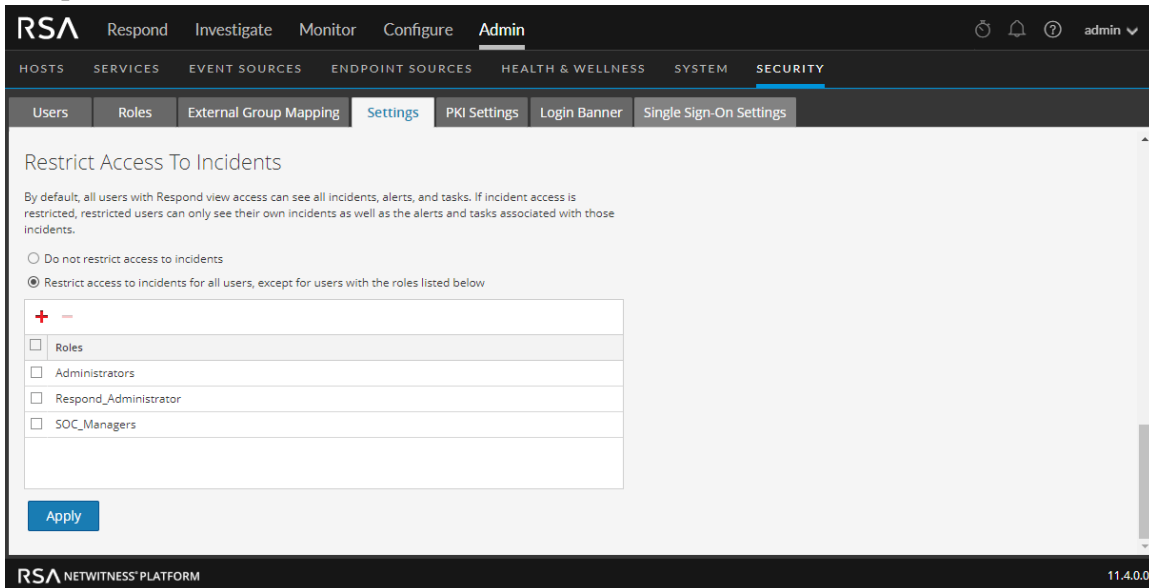 RSA Respond Investigate Monitor Configure Admin admin
HOSTS SERVICES EVENT SOURCES ENDPOINT SOURCES HEALTH & WELLNESS SYSTEM SECURITY
Users Roles External Group Mapping Settings PKI Settings Login Banner Single Sign-On Settings
Restrict Access To Incidents
By default, all users with Respond view access can see all incidents, alerts, and tasks. If incident access is
restricted, restricted users can only see their own incidents as well as the alerts and tasks associated with those
incidents.
Do not restrict access to incidents
Restrict access to incidents for all users, except for users with the roles listed below
Roles
Administrators
Respond_Administrator
SOC_Managers
Apply
RSA NETWITNESS® PLATFORM 11.4.0.0